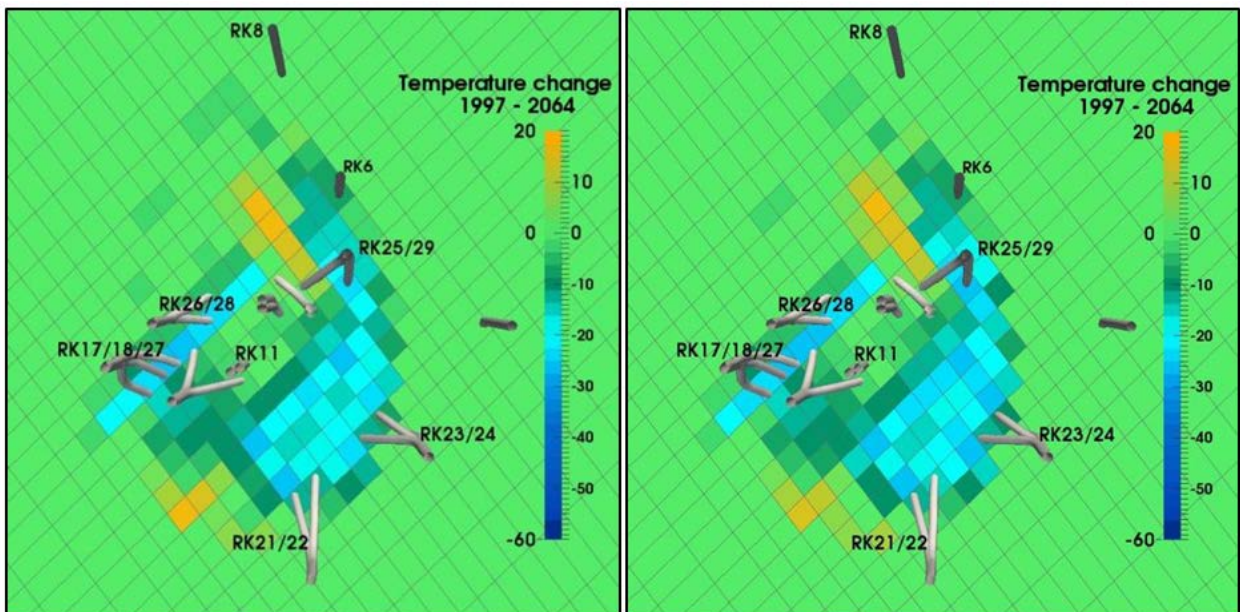 RK8
Temperature change
1997 - 2064
20
10
RK6
0
RK25/29
-10
RK26/28
-20
RK17/18/27
RK11
-30
RK23/24
-40
-50
RK21/22
-60
RK8
Temperature change
1997 - 2064
20
10
RK6
0
RK25/29
-10
RK26/28
-20
RK17/18/27
RK11
-30
RK23/24
-40
-50
RK21/22
-60